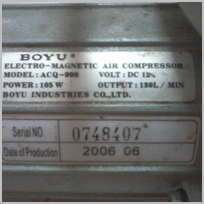 BOYU®
ELECTRO-MAGNETIC AIR COMPRESSOR
MODEL: ACQ-908 VOLT: DC 12V
POWER: 105 W OUTPUT: 130L / MIN
BOYU INDUSTRIES CO.,LTD.
Serial NO. 0748407
Date of Production 2006 06